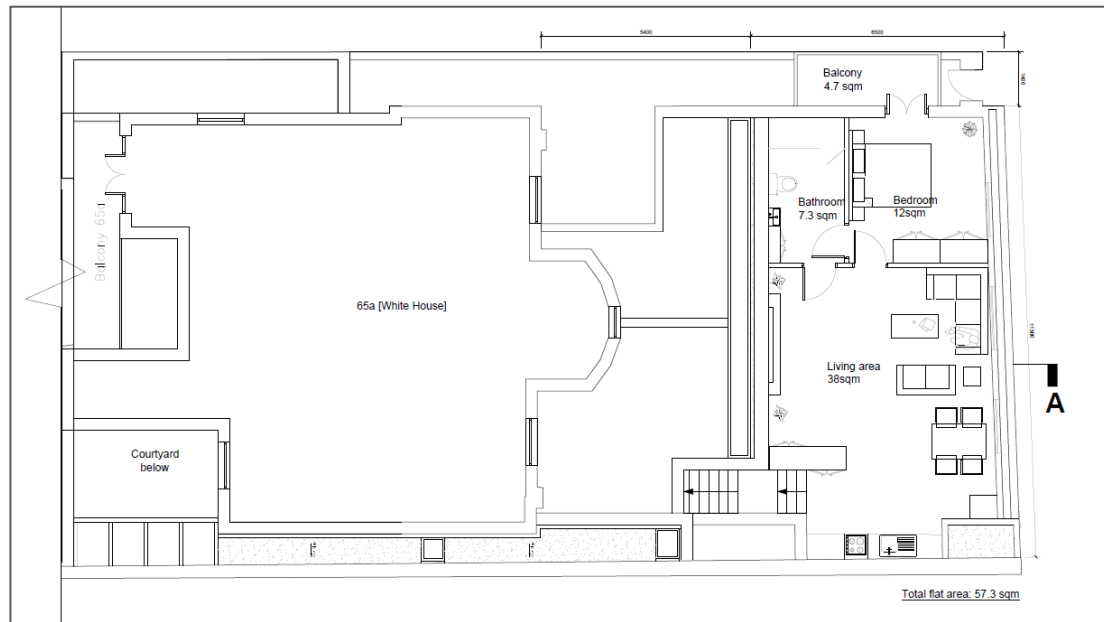 5400
6500
1400
Balcony
4.7 sqm
Balcony 65a
Bathroom
7.3 sqm
Bedroom
12sqm
65a [White House]
Living area
38sqm
A
Courtyard
below
Total flat area: 57.3 sqm